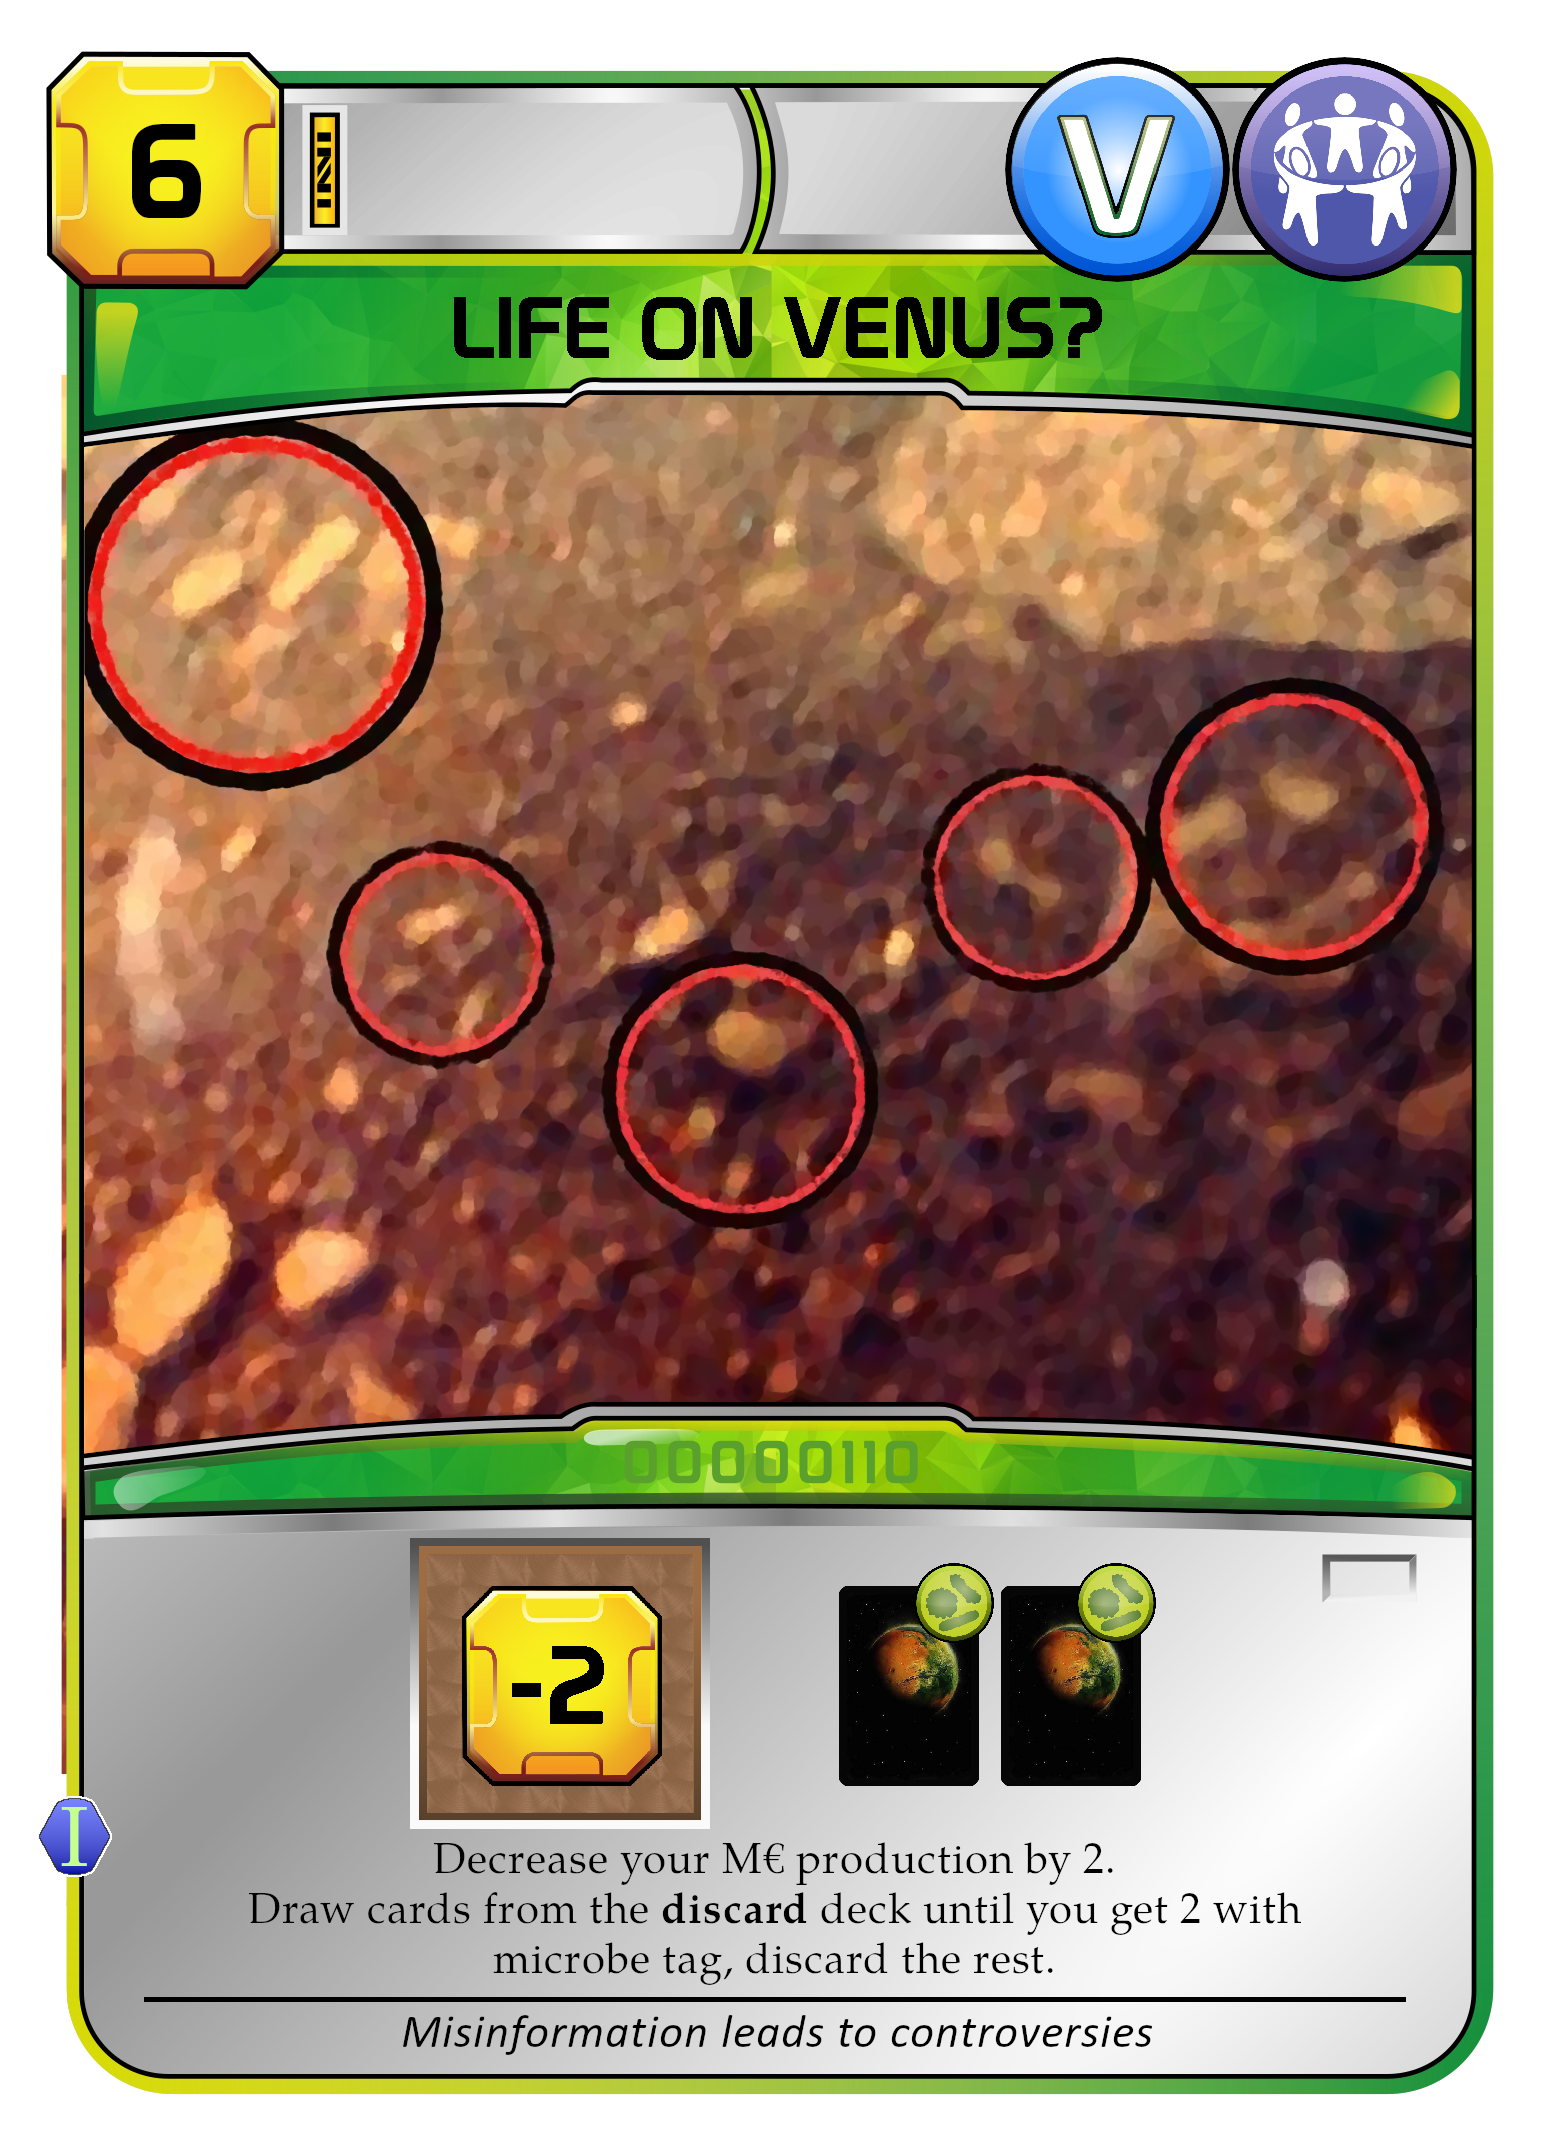 6
INI
V
LIFE ON VENUS?
00000110
-2
I
Decrease your M€ production by 2.
Draw cards from the discard deck until you get 2 with
microbe tag, discard the rest.
Misinformation leads to controversies